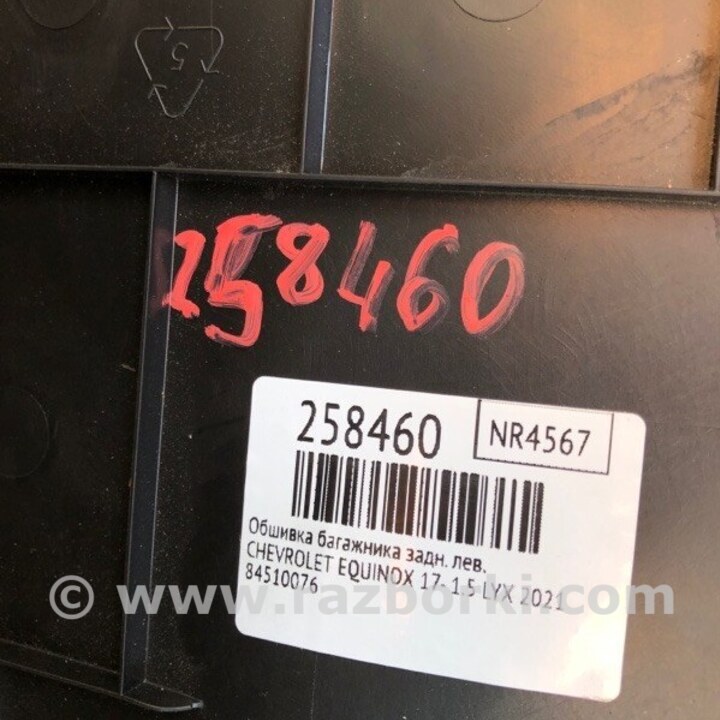 5
258460
258460
NR4567
Обшивка багажника задн. лев.
CHEVROLET EQUINOX 17- 1.5 LYX 2021
84510076
© www.razborki.com